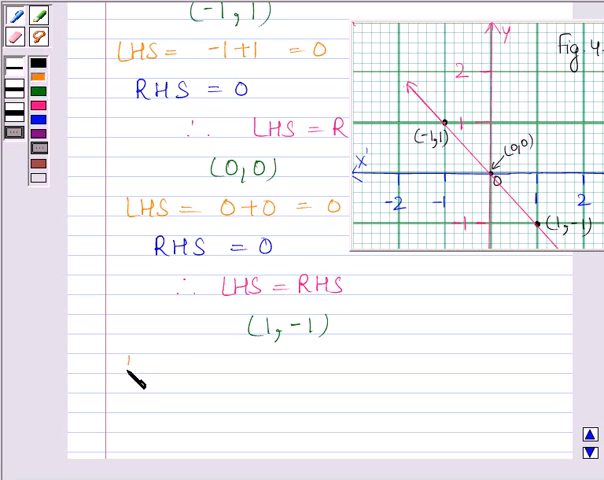 (-1, 1)
LHS = -1+1 = 0
RHS = 0
∴ LHS = R
(0, 0)
LHS = 0+0 = 0
RHS = 0
∴ LHS = RHS
(1, -1)
Y
Fig. 4.
2
1
(-1,1)
(0,0)
X'
0
-2 -1 1 2
-1
(1, -1)